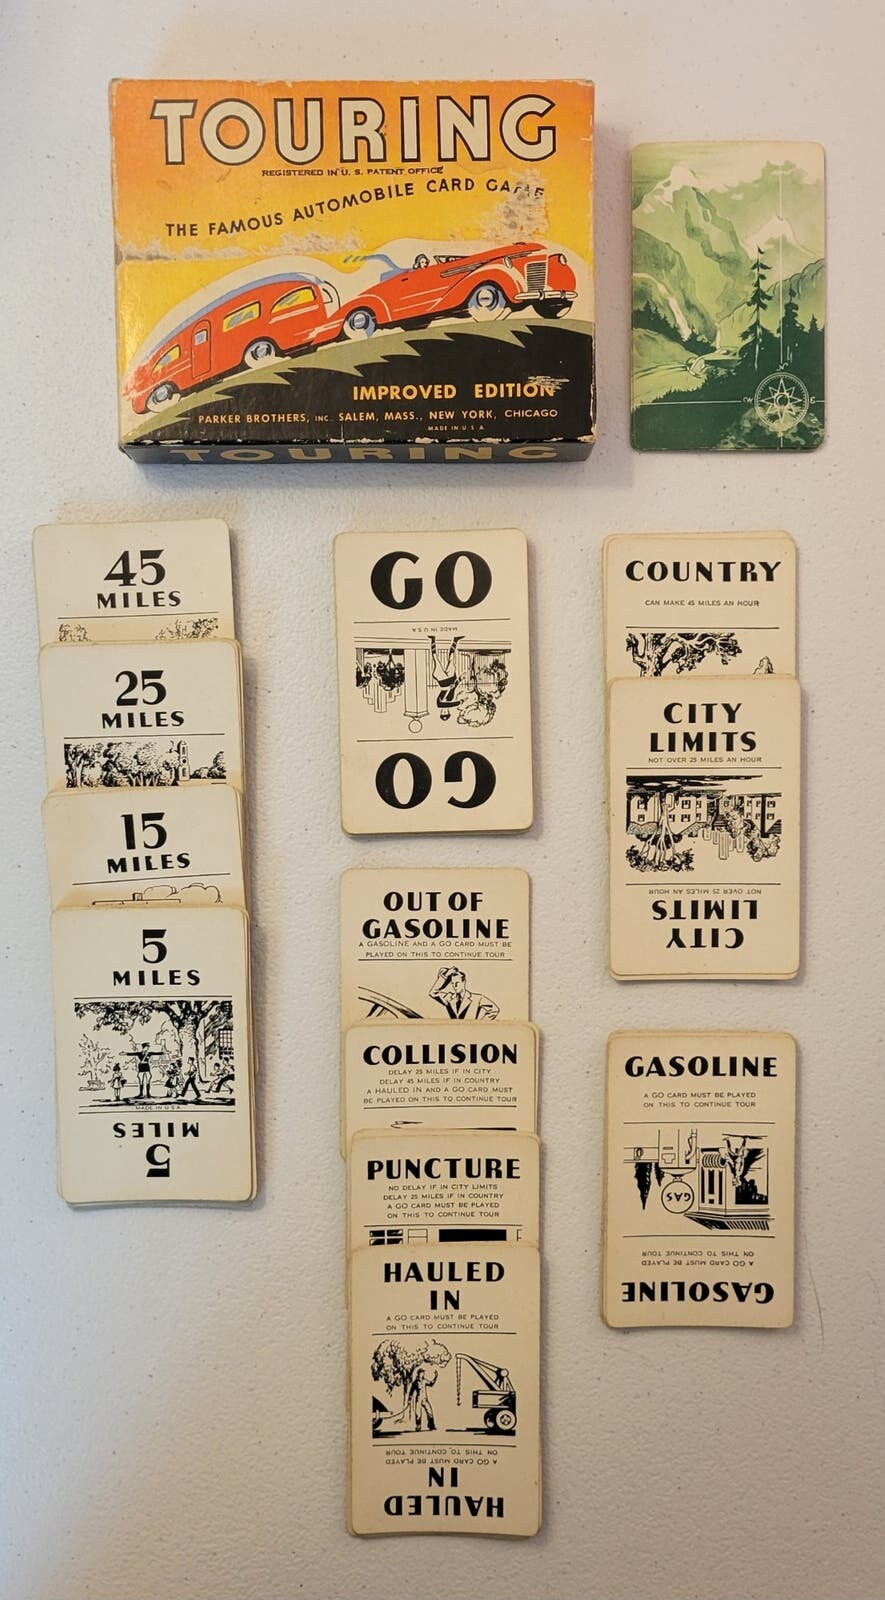 TOURING
REGISTERED IN U. S. PATENT OFFICE
THE FAMOUS AUTOMOBILE CARD GAME
IMPROVED EDITION
PARKER BROTHERS, INC. SALEM, MASS., NEW YORK, CHICAGO
MADE IN U S A
TOURING
N
W E
45
MILES
25
MILES
15
MILES
5
MILES
MADE IN U S A
5
MILES
GO
MADE IN U S A
GO
OUT OF
GASOLINE
A GASOLINE AND A GO CARD MUST BE
PLAYED ON THIS TO CONTINUE TOUR
COLLISION
DELAY 25 MILES IF IN CITY
DELAY 45 MILES IF IN COUNTRY
A HAULED IN AND A GO CARD MUST
BE PLAYED ON THIS TO CONTINUE TOUR
PUNCTURE
NO DELAY IF IN CITY LIMITS
DELAY 25 MILES IF IN COUNTRY
A GO CARD MUST BE PLAYED
ON THIS TO CONTINUE TOUR
HAULED
IN
A GO CARD MUST BE PLAYED
ON THIS TO CONTINUE TOUR
A GO CARD MUST BE PLAYED
ON THIS TO CONTINUE TOUR
HAULED
IN
COUNTRY
CAN MAKE 45 MILES AN HOUR
CITY
LIMITS
NOT OVER 25 MILES AN HOUR
CITY
LIMITS
NOT OVER 25 MILES AN HOUR
GASOLINE
A GO CARD MUST BE PLAYED
ON THIS TO CONTINUE TOUR
GAS
GASOLINE
A GO CARD MUST BE PLAYED
ON THIS TO CONTINUE TOUR